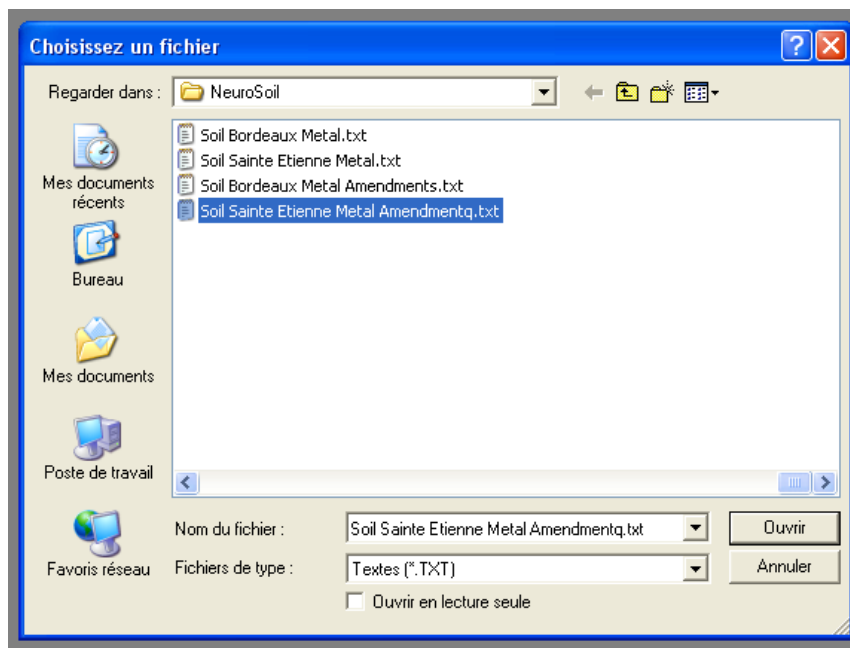 Choisissez un fichier
Regarder dans : NeuroSoil
Mes documents récents
Bureau
Mes documents
Poste de travail
Favoris réseau
Soil Bordeaux Metal.txt
Soil Sainte Etienne Metal.txt
Soil Bordeaux Metal Amendments.txt
Soil Sainte Etienne Metal Amendmentq.txt
Nom du fichier : Soil Sainte Etienne Metal Amendmentq.txt Ouvrir
Fichiers de type : Textes (*.TXT) Annuler
Ouvrir en lecture seule